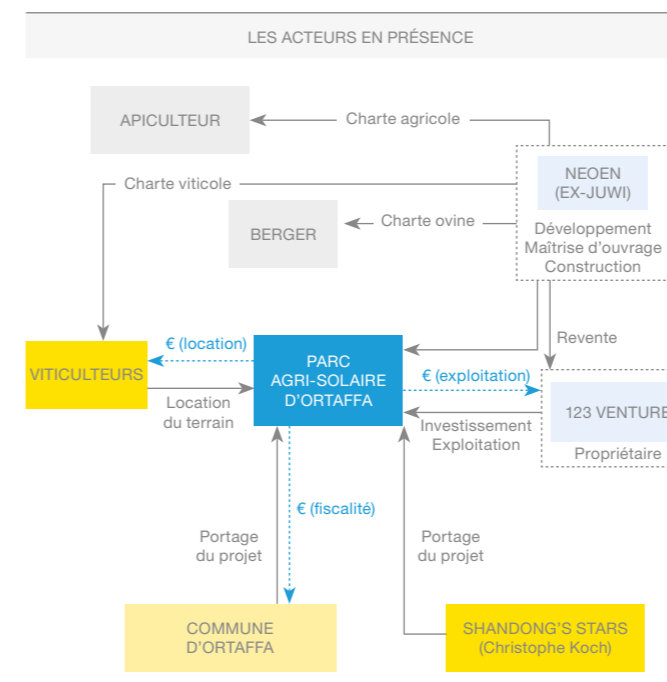 LES ACTEURS EN PRÉSENCE
APICULTEUR
Charte agricole
NEOEN
(EX-JUWI)
Développement
Maîtrise d'ouvrage
Construction
Charte viticole
BERGER
Charte ovine
Revente
€ (location)
VITICULTEURS
Location
du terrain
PARC
AGRI-SOLAIRE
D'ORTAFFA
€ (exploitation)
Investissement
Exploitation
123 VENTURE
Propriétaire
€ (fiscalité)
Portage
du projet
Portage
du projet
COMMUNE
D'ORTAFFA
SHANDONG'S STARS
(Christophe Koch)